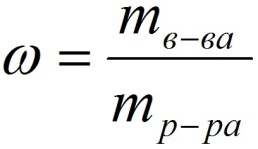 ω = m в-ва / m р-ра